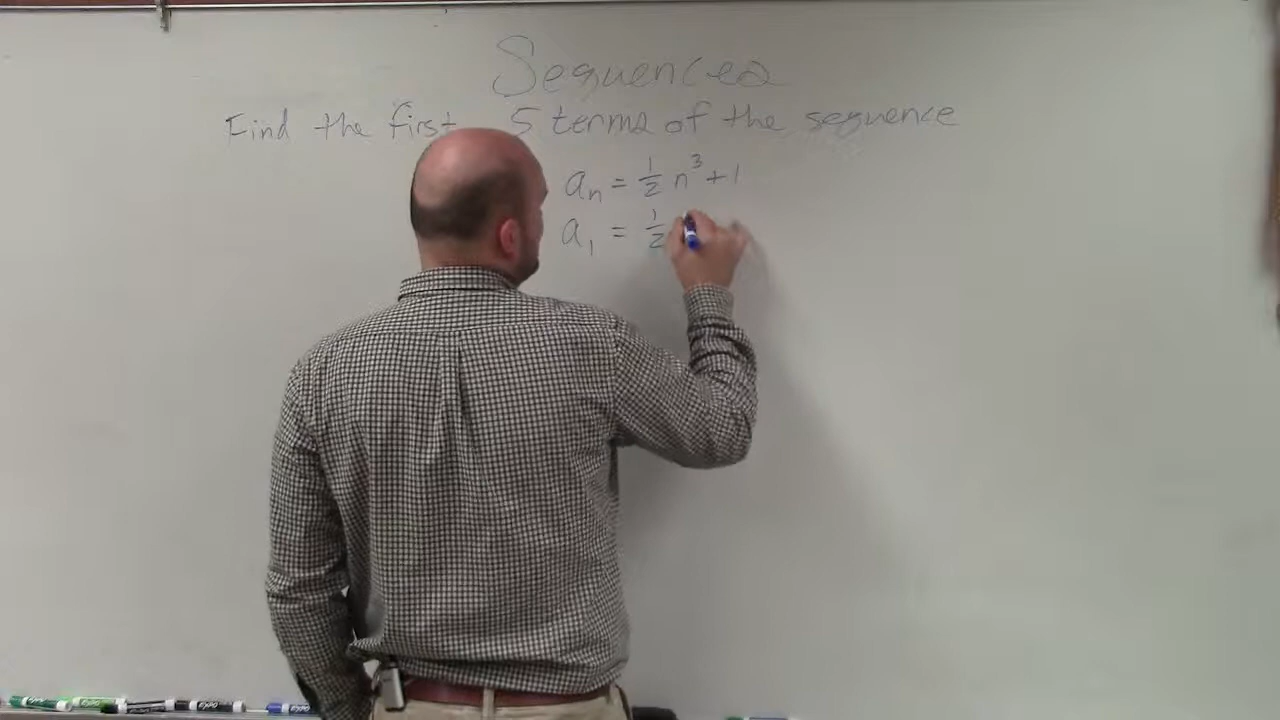 Sequences
Find the first 5 terms of the sequence
aₙ = 1/2 n³ + 1
a₁ = 1/2